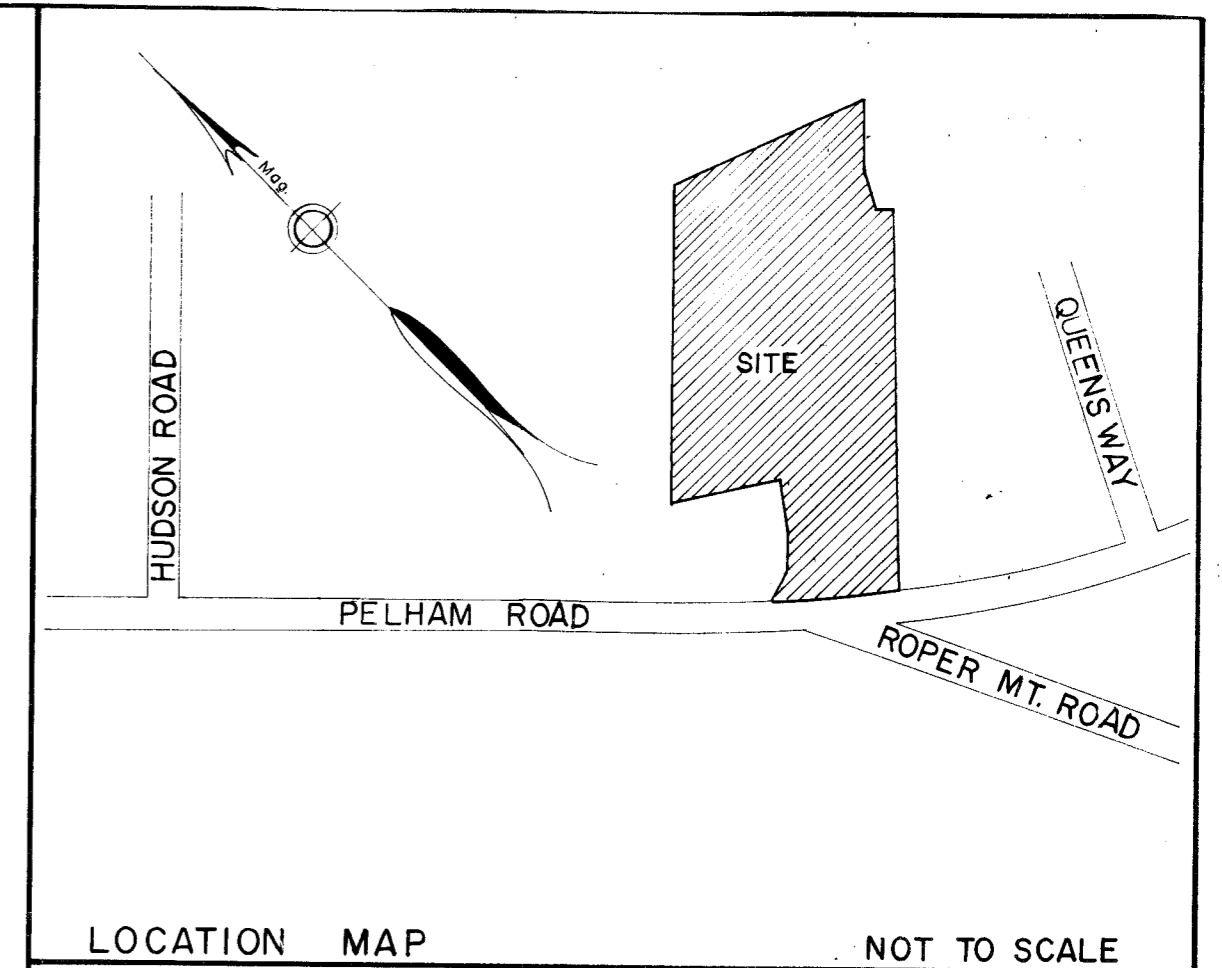 Mag.
SITE
HUDSON ROAD
QUEENS WAY
PELHAM ROAD
ROPER MT. ROAD
LOCATION MAP
NOT TO SCALE